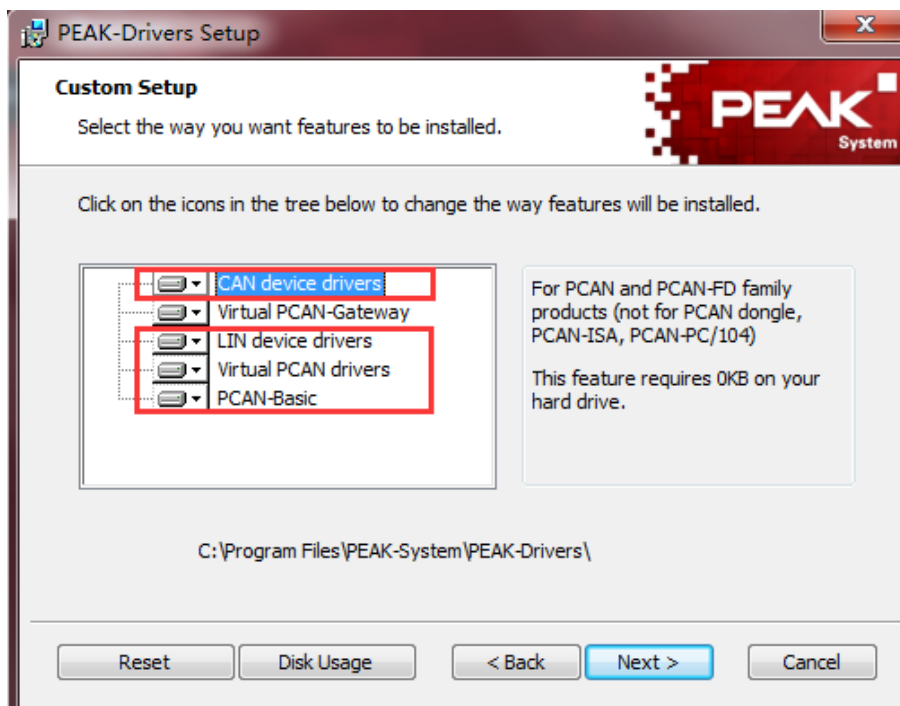 PEAK-Drivers Setup
Custom Setup
Select the way you want features to be installed.
PEAK
System
Click on the icons in the tree below to change the way features will be installed.
CAN device drivers
Virtual PCAN-Gateway
LIN device drivers
Virtual PCAN drivers
PCAN-Basic
For PCAN and PCAN-FD family
products (not for PCAN dongle,
PCAN-ISA, PCAN-PC/104)
This feature requires 0KB on your
hard drive.
C:\Program Files\PEAK-System\PEAK-Drivers\
Reset
Disk Usage
< Back
Next >
Cancel